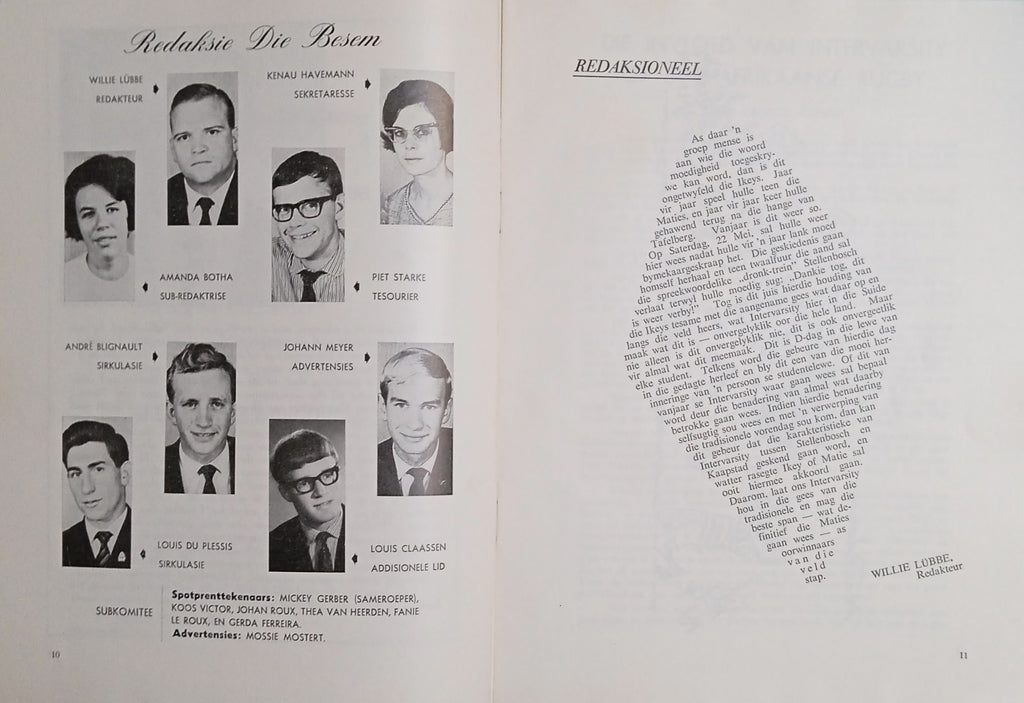 Redaksie Die Besem
WILLIE LÜBBE
REDAKTEUR
KENAU HAVEMANN
SEKRETARESSE
AMANDA BOTHA
SUB-REDAKTRISE
PIET STARKE
TESOURIER
ANDRÉ BLIGNAULT
SIRKULASIE
JOHANN MEYER
ADVERTENSIES
LOUIS DU PLESSIS
SIRKULASIE
LOUIS CLAASSEN
ADDISIONELE LID
SUBKOMITEE
Spotprenttekenaars: MICKEY GERBER (SAMEROEPER),
KOOS VICTOR, JOHAN ROUX, THEA VAN HEERDEN, FANIE
LE ROUX, EN GERDA FERREIRA.
Advertensies: MOSSIE MOSTERT.
10
REDAKSIONEEL
As daar 'n
groep mense is
aan wie die woord
moedigheid toegeskry-
we kan word, dan is dit
ongetwyfeld die Ikeys. Jaar
vir jaar speel hulle teen die
Maties, en jaar vir jaar keer hulle
gehawend terug na die hange van
Tafelberg. Vanjaar is dit weer so.
Op Saterdag, 22 Mei, sal hulle weer
hier wees nadat hulle vir 'n jaar lank moed
bymekaargeskraap het. Die geskiedenis gaan
homself herhaal en teen twaalfuur die aand sal
die spreekwoordelike „dronk-trein” Stellenbosch
verlaat terwyl hulle moedig sug: „Dankie tog, dit
is weer verby!” Tog is dit juis hierdie houding van
die Ikeys tesame met die aangename gees wat daar op en
langs die veld heers, wat Intervarsity hier in die Suide
maak wat dit is — onvergelyklik oor die hele land. Maar
nie alleen is dit onvergelyklik nie, dit is ook onvergeetlik
vir almal wat dit meemaak. Dit is D-dag in die lewe van
elke student. Telkens word die gebeure van hierdie dag
in die gedagte herleef en bly dit een van die mooi her-
inneringe van 'n persoon se studentelewe. Of dit van
vanjaar se Intervarsity waar gaan wees sal bepaal
word deur die benadering van almal wat daarby
betrokke gaan wees. Indien hierdie benadering
selfsugtig sou wees en met 'n verwerping van
die tradisionele vorendag sou kom, dan kan
dit gebeur dat die karakteristieke van
Intervarsity tussen Stellenbosch en
Kaapstad geskend gaan word, en
watter rasegte Ikey of Matie sal
ooit hiermee akkoord gaan.
Daarom, laat ons Intervarsity
hou in die gees van die
tradisionele en mag die
beste span — wat de-
finitief die Maties
gaan wees — as
oorwinnaars
van die
veld
stap.
WILLIE LÜBBE,
Redakteur
11